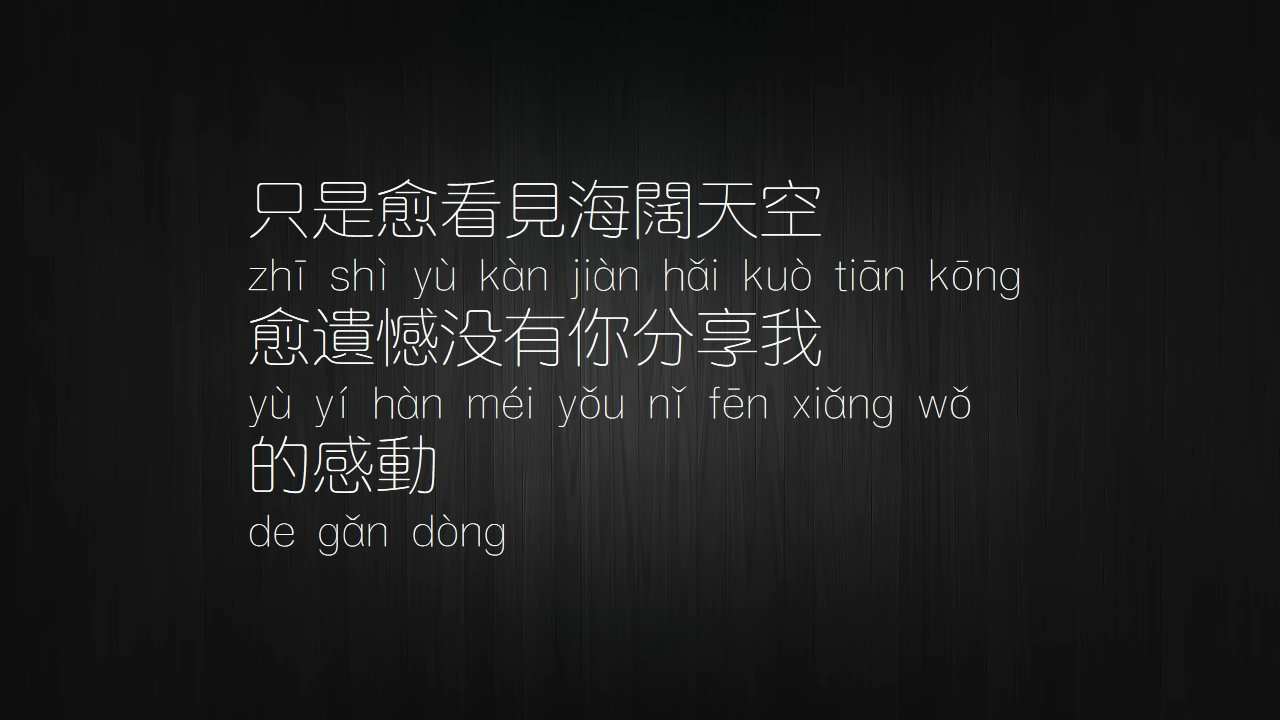 只是愈看見海闊天空
zhī shì yù kàn jiàn hǎi kuò tiān kōng
愈遺憾没有你分享我
yù yí hàn méi yǒu nǐ fēn xiǎng wǒ
的感動
de gǎn dòng